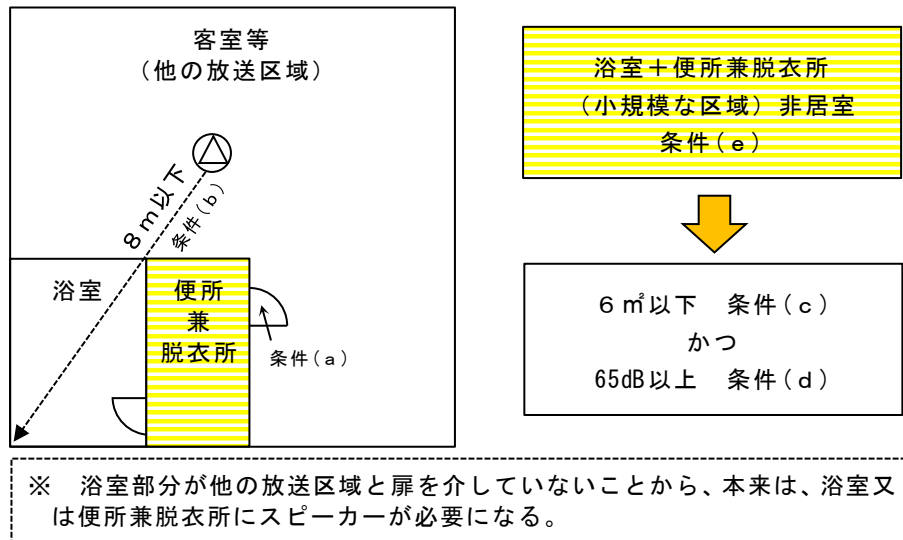 客室等
(他の放送区域)
8m以下
条件(b)
浴室
便所
兼
脱衣所
条件(a)
浴室+便所兼脱衣所
(小規模な区域)非居室
条件(e)
6㎡以下 条件(c)
かつ
65dB以上 条件(d)
※ 浴室部分が他の放送区域と扉を介していないことから、本来は、浴室又
は便所兼脱衣所にスピーカーが必要になる。